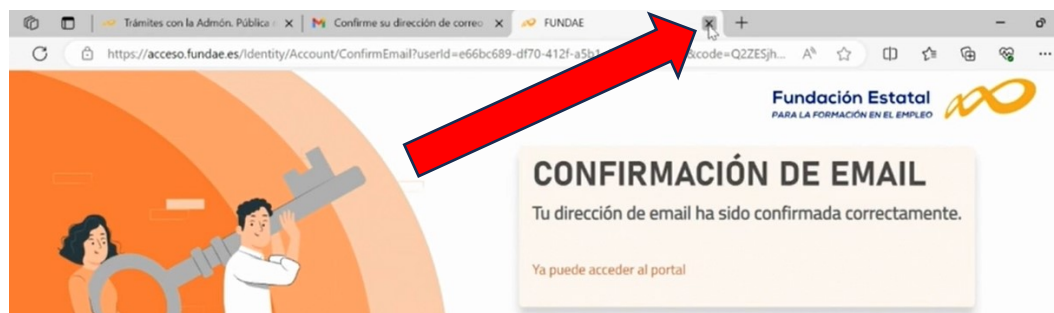 Trámites con la Admón. Pública
Confirme su dirección de correo
FUNDAE
https://acceso.fundae.es/Identity/Account/ConfirmEmail?userId=e66bc689-df70-412f-a5b1 &code=Q2ZESjh...
Fundación Estatal
PARA LA FORMACIÓN EN EL EMPLEO
CONFIRMACIÓN DE EMAIL
Tu dirección de email ha sido confirmada correctamente.
Ya puede acceder al portal